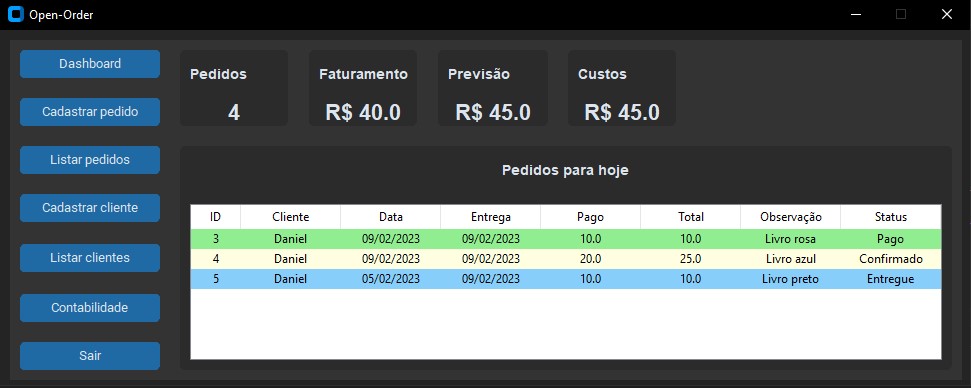 Open-Order
Dashboard
Cadastrar pedido
Listar pedidos
Cadastrar cliente
Listar clientes
Contabilidade
Sair
Pedidos
4
Faturamento
R$ 40.0
Previsão
R$ 45.0
Custos
R$ 45.0
Pedidos para hoje
ID Cliente Data Entrega Pago Total Observação Status
3 Daniel 09/02/2023 09/02/2023 10.0 10.0 Livro rosa Pago
4 Daniel 09/02/2023 09/02/2023 20.0 25.0 Livro azul Confirmado
5 Daniel 05/02/2023 09/02/2023 10.0 10.0 Livro preto Entregue